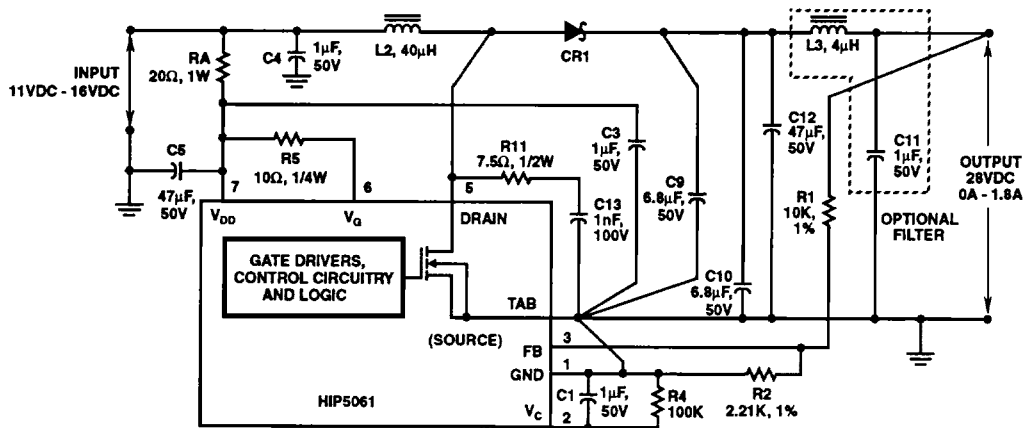 INPUT
11VDC - 16VDC
RA
20Ω, 1W
C4
1μF,
50V
L2, 40μH
CR1
L3, 4μH
C5
47μF,
50V
R5
10Ω, 1/4W
7
6
5
R11
7.5Ω, 1/2W
C3
1μF,
50V
C13
1nF,
100V
C9
6.8μF,
50V
C10
6.8μF,
50V
C12
47μF,
50V
R1
10K,
1%
C11
1μF,
50V
OPTIONAL
FILTER
OUTPUT
28VDC
0A - 1.8A
VDD
VG
DRAIN
GATE DRIVERS,
CONTROL CIRCUITRY
AND LOGIC
TAB
(SOURCE)
FB
3
GND
1
VC
2
HIP5061
C1
1μF,
50V
R4
100K
R2
2.21K, 1%